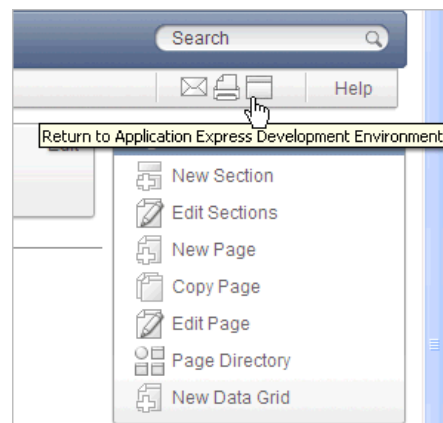 Search
Help
Return to Application Express Development Environment
New Section
Edit Sections
New Page
Copy Page
Edit Page
Page Directory
New Data Grid